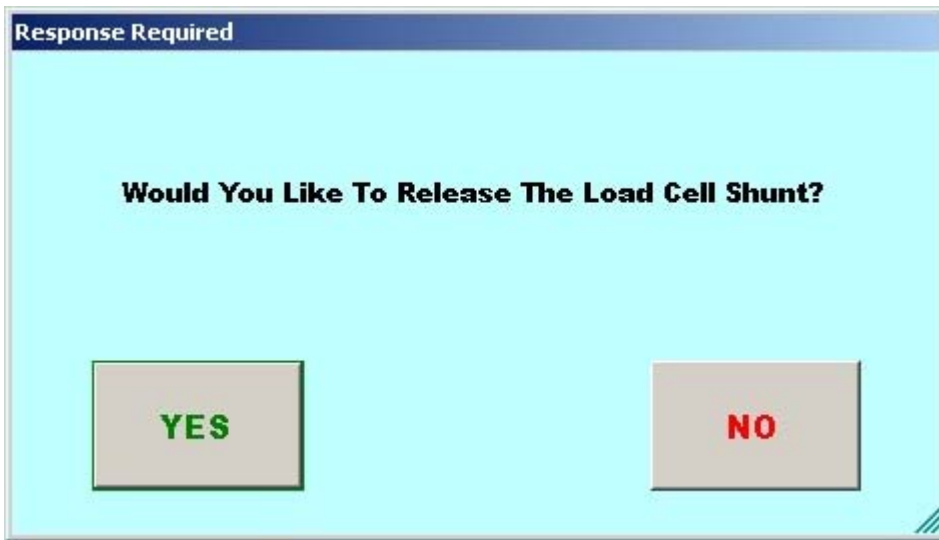 Response Required
Would You Like To Release The Load Cell Shunt?
YES
NO